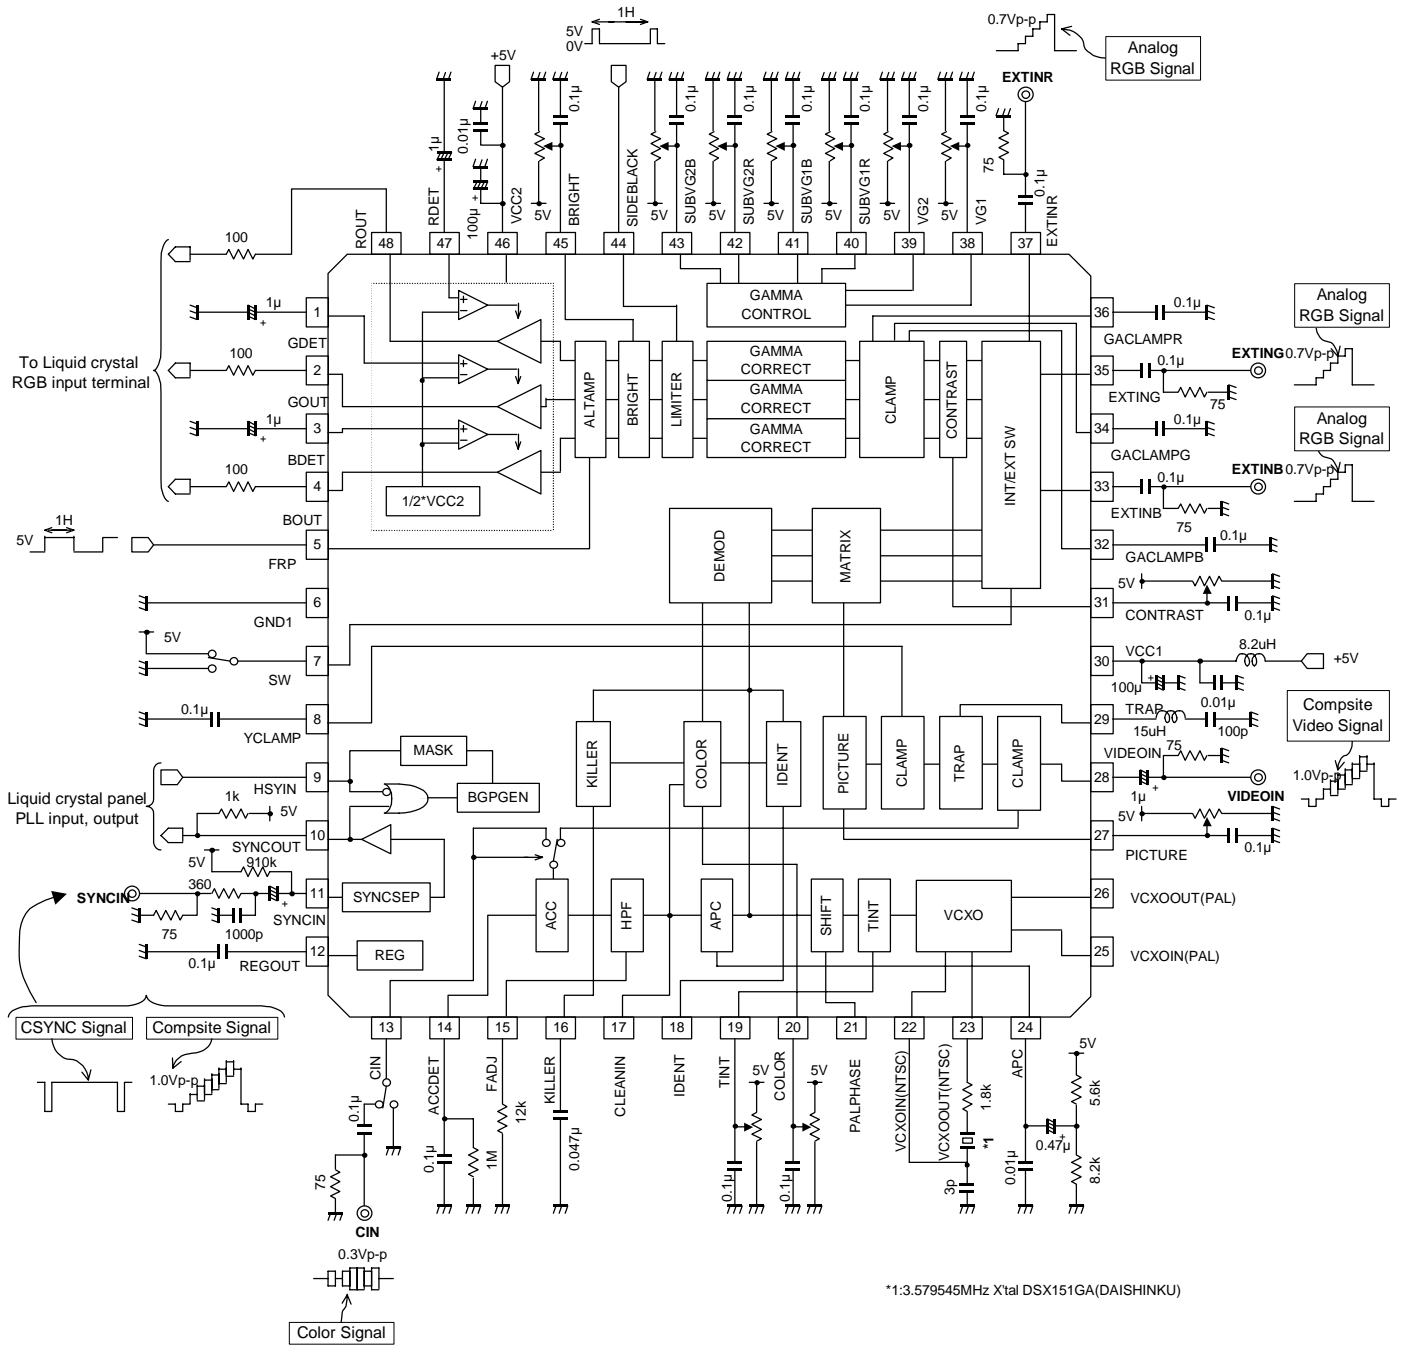 0.7Vp-p
Analog
RGB Signal
1H
5V
0V
+5V
EXTINR
1µ
+
0.01µ
100µ
+
0.1µ
5V
0.1µ
5V
0.1µ
5V
0.1µ
5V
0.1µ
5V
0.1µ
5V
0.1µ
5V
75
0.1µ
ROUT
RDET
VCC2
BRIGHT
SIDEBLACK
SUBVG2B
SUBVG2R
SUBVG1B
SUBVG1R
VG2
VG1
EXTINR
48
47
46
45
44
43
42
41
40
39
38
37
To Liquid crystal
RGB input terminal
100
1µ
+
1
GDET
100
2
GOUT
1µ
+
3
BDET
100
4
BOUT
1H
5V
5
FRP
6
GND1
5V
7
SW
0.1µ
8
YCLAMP
Liquid crystal panel
PLL input, output
9
HSYIN
1k
5V
10
SYNCOUT
5V
910k
SYNCIN
360
+
11
SYNCIN
75
1000p
0.1µ
12
REGOUT
CSYNC Signal
Compsite Signal
1.0Vp-p
+
−
+
−
+
−
1/2*VCC2
ALTAMP
BRIGHT
LIMITER
GAMMA
CONTROL
GAMMA
CORRECT
GAMMA
CORRECT
GAMMA
CORRECT
CLAMP
CONTRAST
INT/EXT SW
DEMOD
MATRIX
KILLER
COLOR
IDENT
PICTURE
CLAMP
TRAP
CLAMP
MASK
BGPGEN
SYNCSEP
REG
ACC
HPF
APC
SHIFT
TINT
VCXO
36
0.1µ
GACLAMPR
Analog
RGB Signal
35
0.1µ
EXTING
0.7Vp-p
EXTING
75
34
0.1µ
GACLAMPG
Analog
RGB Signal
33
0.1µ
EXTINB
0.7Vp-p
EXTINB
75
32
0.1µ
GACLAMPB
5V
31
CONTRAST
0.1µ
30
VCC1
8.2uH
+5V
100µ
+
0.01µ
29
TRAP
15uH
100p
Compsite
Video Signal
VIDEOIN
75
28
+
1µ
VIDEOIN
1.0Vp-p
5V
27
PICTURE
0.1µ
26
VCXOOUT(PAL)
25
VCXOIN(PAL)
13
14
15
16
17
18
19
20
21
22
23
24
CIN
ACCDET
FADJ
KILLER
CLEANIN
IDENT
TINT
COLOR
PALPHASE
VCXOIN(NTSC)
VCXOOUT(NTSC)
APC
0.1µ
75
CIN
0.1µ
1M
12k
0.047µ
5V
0.1µ
5V
0.1µ
1.8k
*1
3p
0.01µ
0.47µ
+
5V
5.6k
8.2k
0.3Vp-p
Color Signal
*1:3.579545MHz X'tal DSX151GA(DAISHINKU)